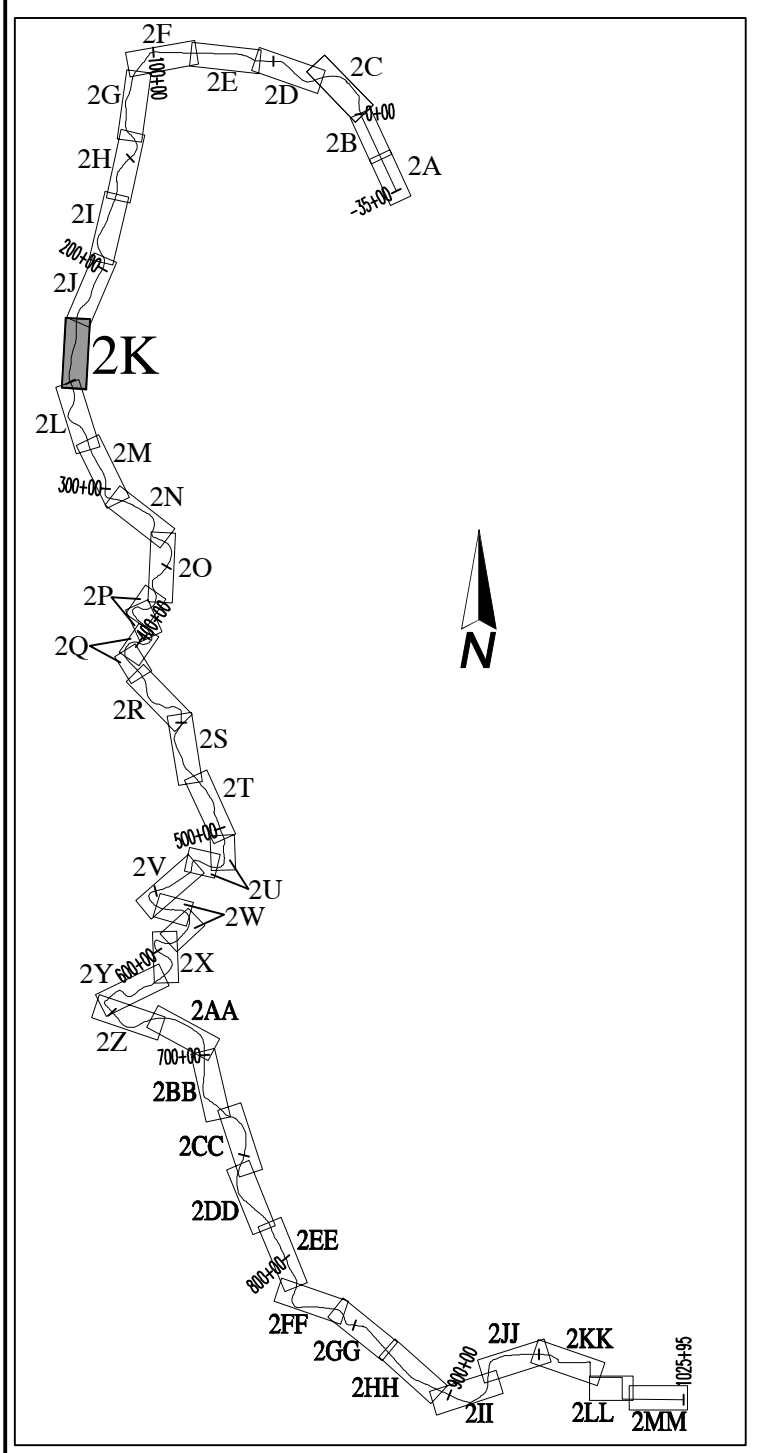 2F
2C
2E
2D
100+00
2G
0+00
2B
2H
2A
-35+00
2I
200+00
2J
2K
2L
2M
300+00
2N
2O
2P
400+00
2Q
2R
2S
2T
500+00
2V
2U
2W
600+00
2X
2Y
2AA
2Z
700+00
2BB
2CC
2DD
2EE
800+00
2FF
2GG
2HH
900+00
2JJ
2KK
2II
2LL
1025+95
2MM
N